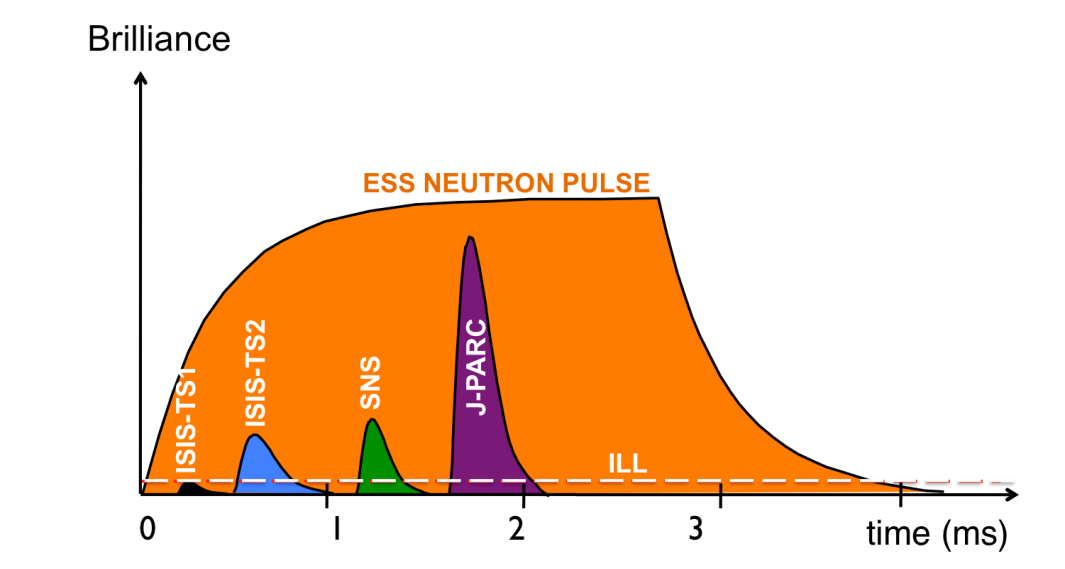 Brilliance
ESS NEUTRON PULSE
ISIS-TS1
ISIS-TS2
SNS
J-PARC
ILL
0 1 2 3 time (ms)